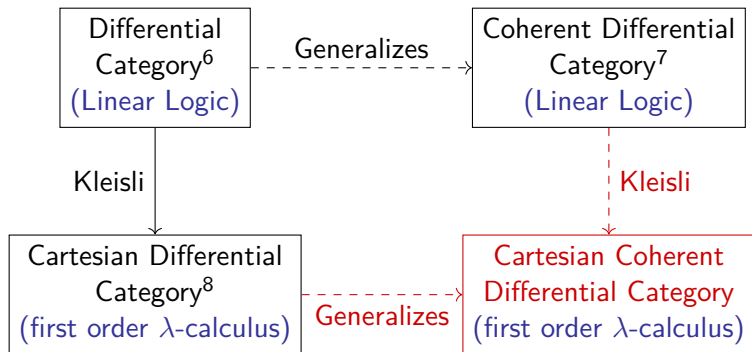 Differential
Category⁶
(Linear Logic)
Generalizes
Coherent Differential
Category⁷
(Linear Logic)
Kleisli
Kleisli
Cartesian Differential
Category⁸
(first order λ-calculus)
Generalizes
Cartesian Coherent
Differential Category
(first order λ-calculus)